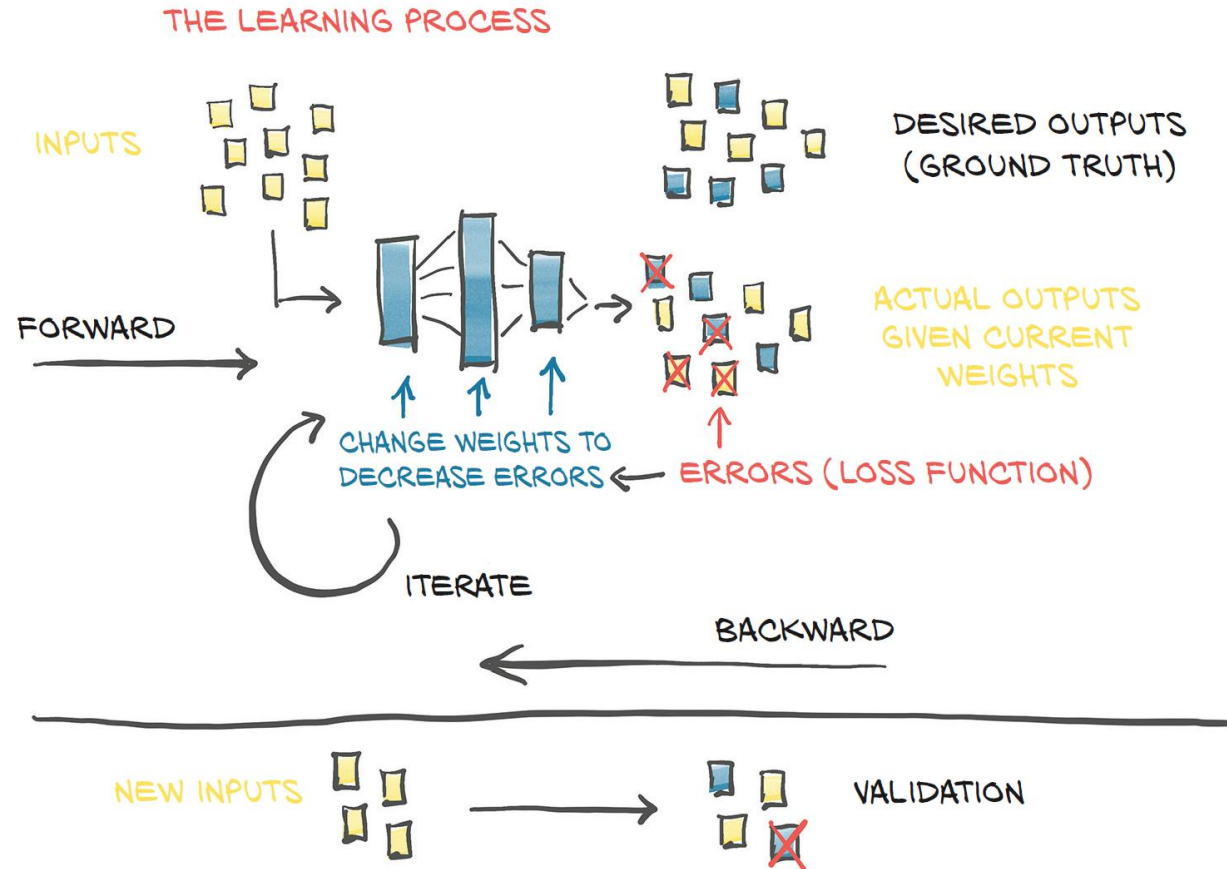 THE LEARNING PROCESS
INPUTS
DESIRED OUTPUTS
(GROUND TRUTH)
FORWARD
ACTUAL OUTPUTS
GIVEN CURRENT
WEIGHTS
CHANGE WEIGHTS TO
DECREASE ERRORS
ERRORS (LOSS FUNCTION)
ITERATE
BACKWARD
NEW INPUTS
VALIDATION